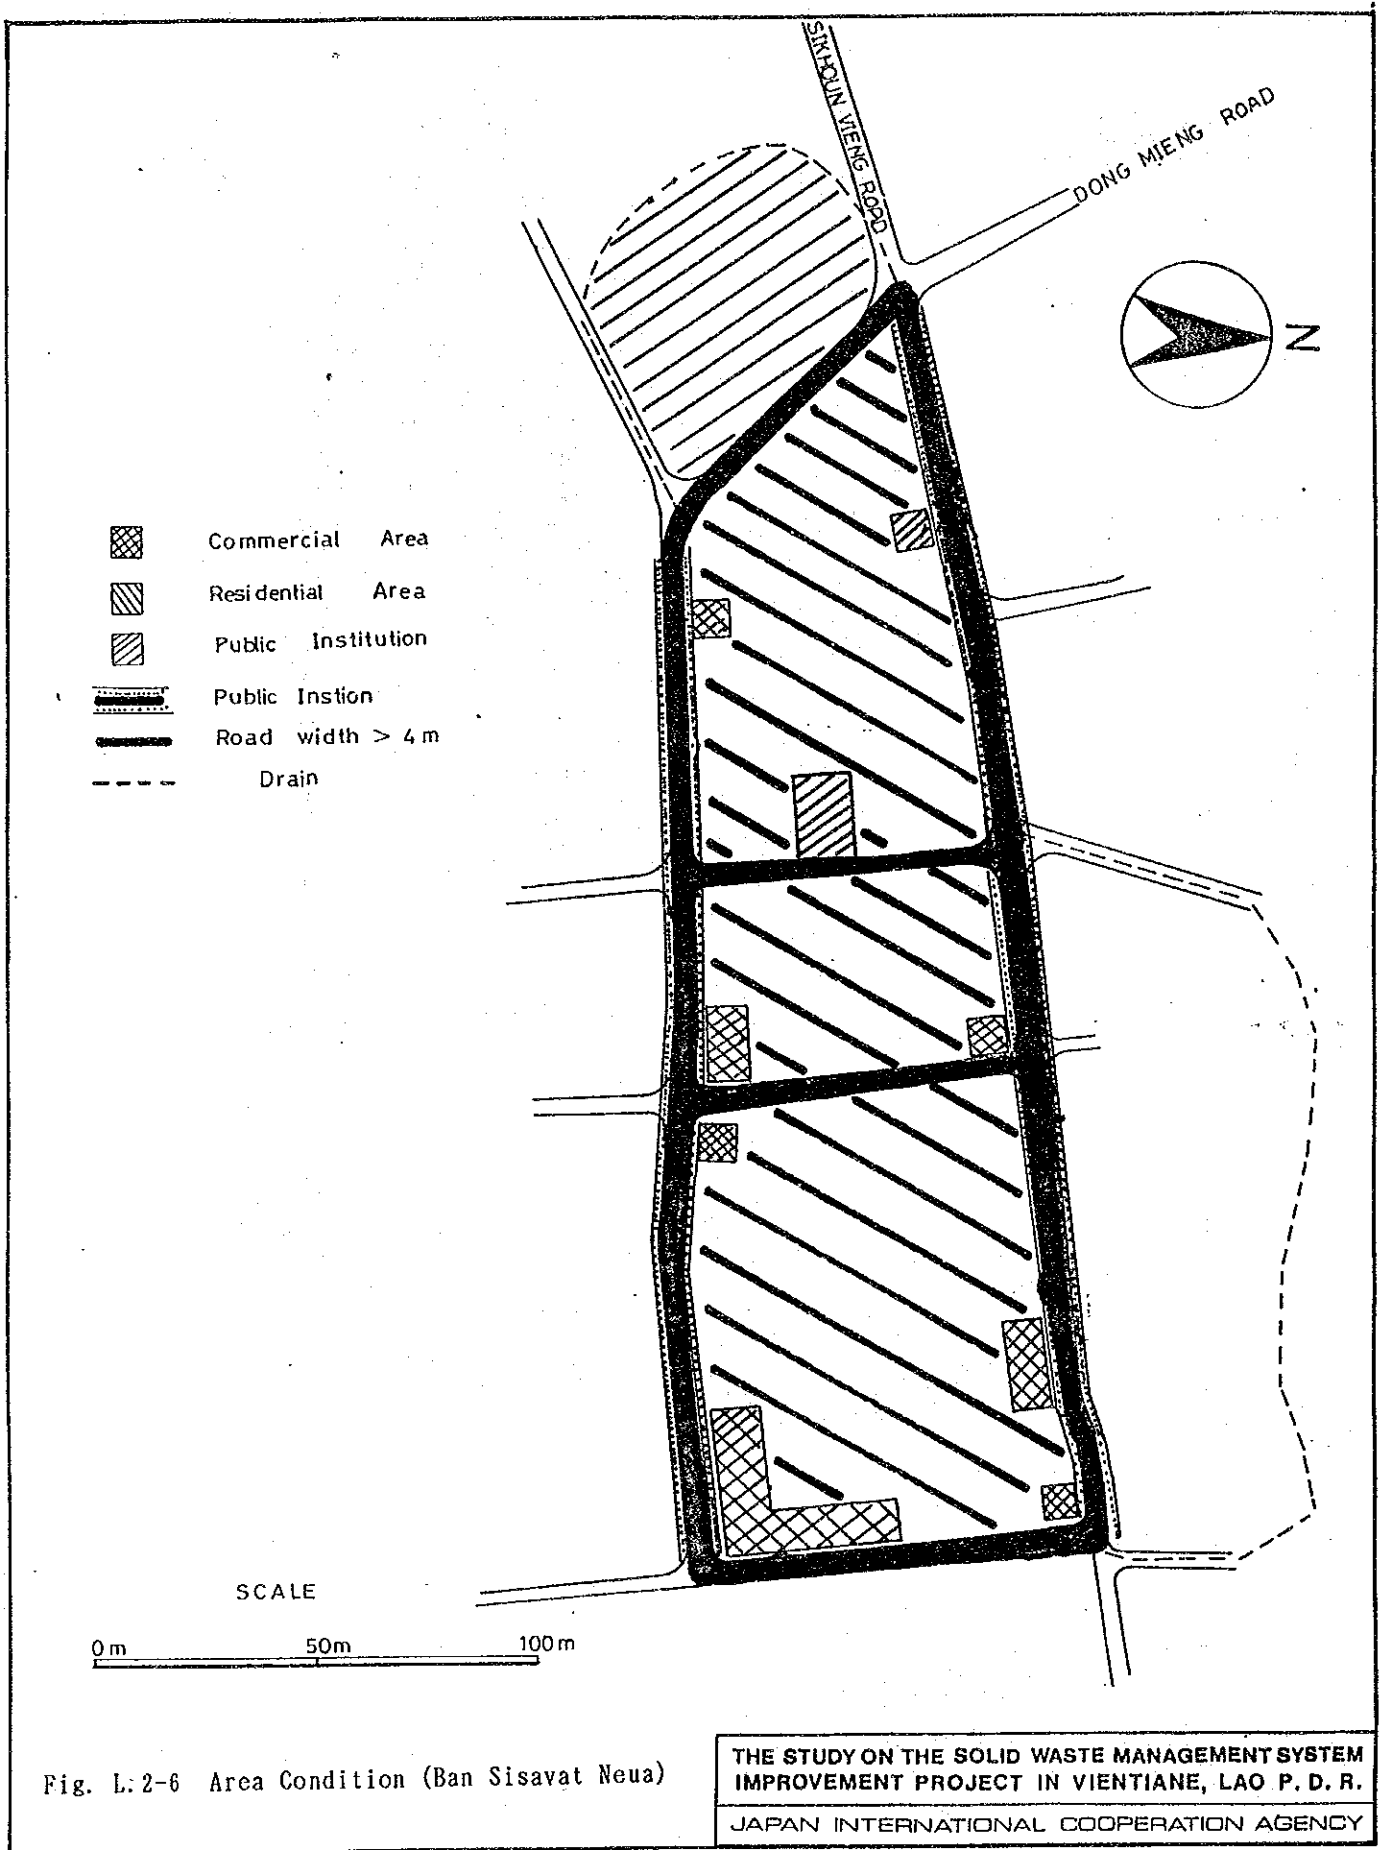 SIKHOUN VIENG ROAD
DONG MIENG ROAD
N
Commercial Area
Residential Area
Public Institution
Public Instion
Road width > 4 m
Drain
SCALE
0 m 50m 100 m
Fig. L.2-6 Area Condition (Ban Sisavat Neua)
THE STUDY ON THE SOLID WASTE MANAGEMENT SYSTEM
IMPROVEMENT PROJECT IN VIENTIANE, LAO P. D. R.
JAPAN INTERNATIONAL COOPERATION AGENCY